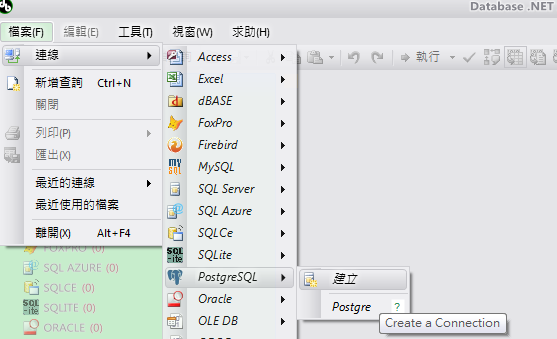 Database .NET
檔案(F) 編輯(E) 工具(T) 視窗(W) 求助(H)
連線
新增查詢 Ctrl+N
關閉
列印(P)
匯出(X)
最近的連線
最近使用的檔案
離開(X) Alt+F4
Access
Excel
dBASE
FoxPro
Firebird
MySQL
SQL Server
SQL Azure
SQLCe
SQLite
PostgreSQL
Oracle
OLE DB
執行
建立
Postgre ?
Create a Connection
FOXPRO (0)
SQL AZURE (0)
SQLCE (0)
SQLITE (0)
ORACLE (0)